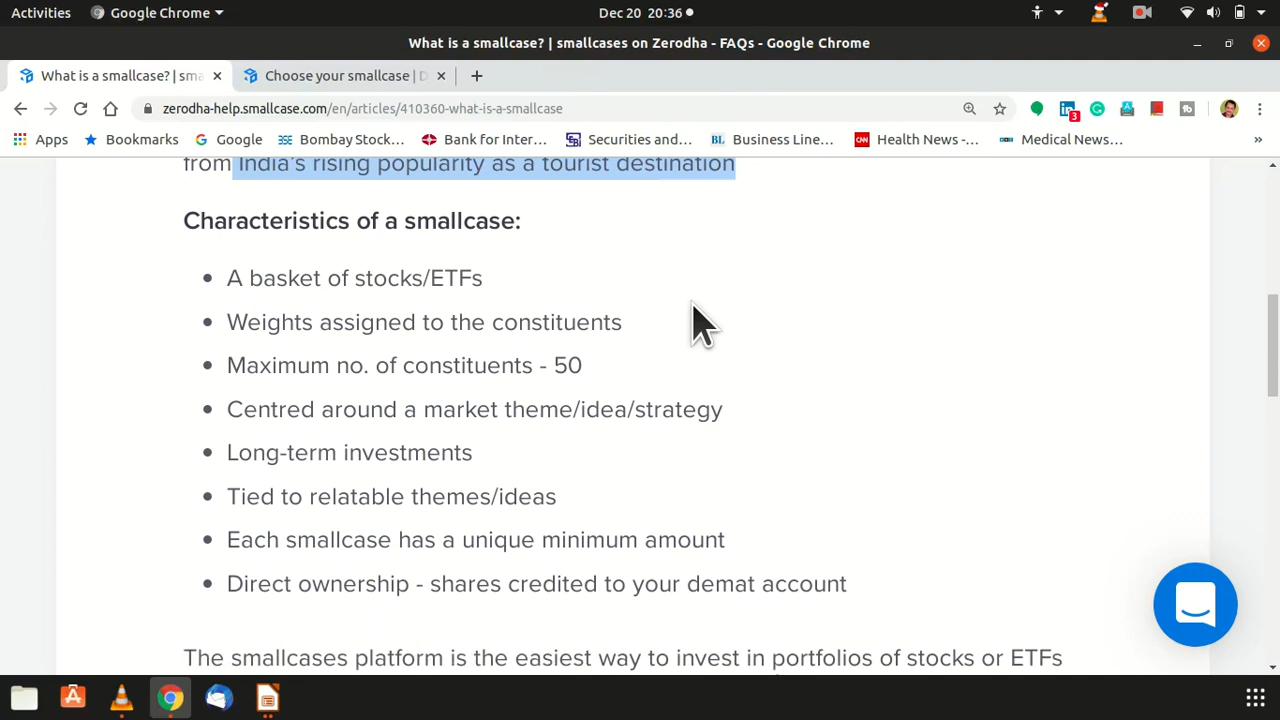 Activities
Google Chrome
Dec 20 20:36
What is a smallcase? | smallcases on Zerodha - FAQs - Google Chrome
What is a smallcase? | sma
Choose your smallcase | D
zerodha-help.smallcase.com/en/articles/410360-what-is-a-smallcase
3
Apps
Bookmarks
Google
Bombay Stock...
Bank for Inter...
Securities and...
BL Business Line...
CNN Health News -...
Medical News...
»
from India's rising popularity as a tourist destination
Characteristics of a smallcase:
• A basket of stocks/ETFs
• Weights assigned to the constituents
• Maximum no. of constituents - 50
• Centred around a market theme/idea/strategy
• Long-term investments
• Tied to relatable themes/ideas
• Each smallcase has a unique minimum amount
• Direct ownership - shares credited to your demat account
The smallcases platform is the easiest way to invest in portfolios of stocks or ETFs